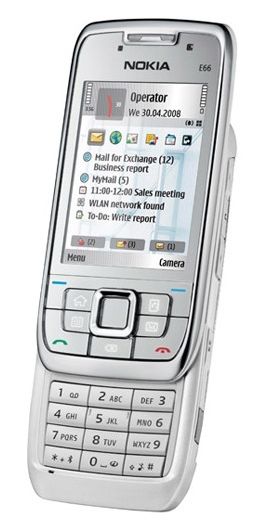 NOKIA
E66
3.5G
Operator
We 30.04.2008
Mail for Exchange (12)
Business report
MyMail (5)
11:00-12:00 Sales meeting
WLAN network found
To-Do: Write report
(2)
(3)
(1)
Menu
Camera
1
2 ABC
DEF 3
4 GHI
5 JKL
MNO 6
7 PQRS
8 TUV
WXYZ 9
* +
0
#